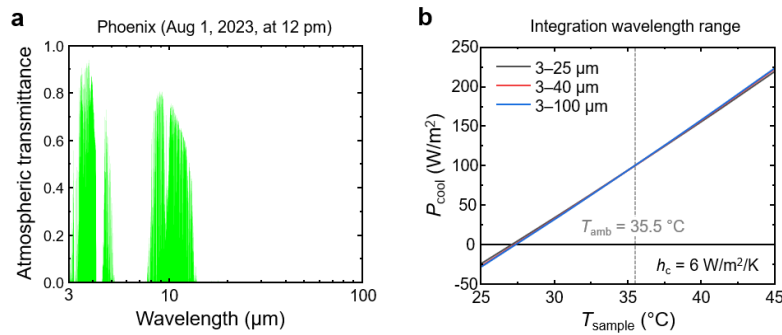 a
Phoenix (Aug 1, 2023, at 12 pm)
Atmospheric transmittance
1.0
0.8
0.6
0.4
0.2
0.0
3
10
100
Wavelength (µm)
b
Integration wavelength range
P_cool (W/m²)
250
200
150
100
50
0
-50
3–25 µm
3–40 µm
3–100 µm
T_amb = 35.5 °C
h_c = 6 W/m²/K
25
30
35
40
45
T_sample (°C)